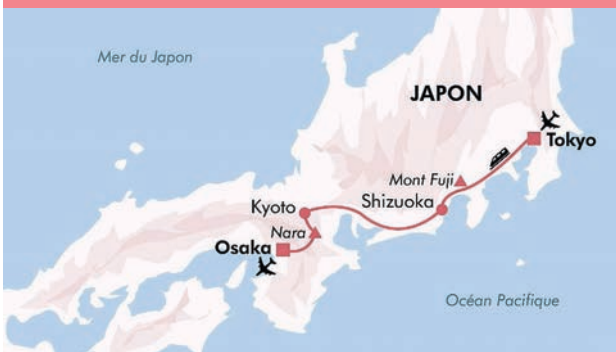 Mer du Japon
JAPON
Tokyo
Mont Fuji
Shizuoka
Kyoto
Nara
Osaka
Océan Pacifique